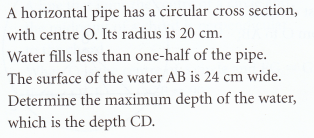 A horizontal pipe has a circular cross section,
with centre O. Its radius is 20 cm.
Water fills less than one-half of the pipe.
The surface of the water AB is 24 cm wide.
Determine the maximum depth of the water,
which is the depth CD.